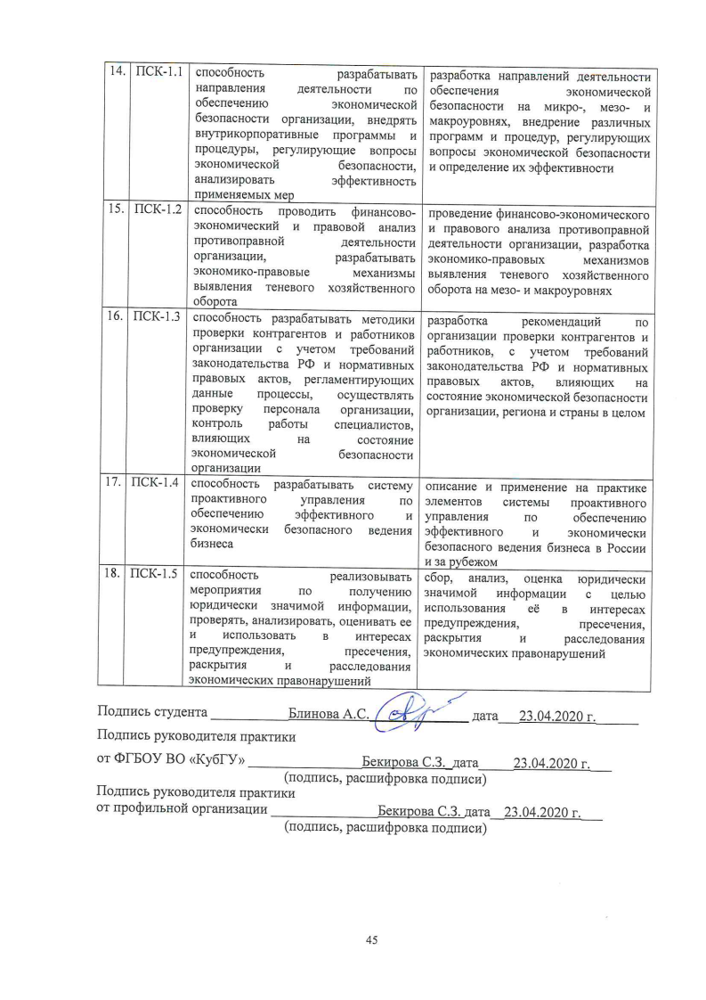 14. ПСК-1.1 способность разрабатывать
направления деятельности по
обеспечению экономической
безопасности организации, внедрять
внутрикорпоративные программы и
процедуры, регулирующие вопросы
экономической безопасности,
анализировать эффективность
применяемых мер
разработка направлений деятельности
обеспечения экономической
безопасности на микро-, мезо- и
макроуровнях, внедрение различных
программ и процедур, регулирующих
вопросы экономической безопасности
и определение их эффективности
15. ПСК-1.2 способность проводить финансово-
экономический и правовой анализ
противоправной деятельности
организации, разрабатывать
экономико-правовые механизмы
выявления теневого хозяйственного
оборота
проведение финансово-экономического
и правового анализа противоправной
деятельности организации, разработка
экономико-правовых механизмов
выявления теневого хозяйственного
оборота на мезо- и макроуровнях
16. ПСК-1.3 способность разрабатывать методики
проверки контрагентов и работников
организации с учетом требований
законодательства РФ и нормативных
правовых актов, регламентирующих
данные процессы, осуществлять
проверку персонала организации,
контроль работы специалистов,
влияющих на состояние
экономической безопасности
организации
разработка рекомендаций по
организации проверки контрагентов и
работников, с учетом требований
законодательства РФ и нормативных
правовых актов, влияющих на
состояние экономической безопасности
организации, региона и страны в целом
17. ПСК-1.4 способность разрабатывать систему
проактивного управления по
обеспечению эффективного и
экономически безопасного ведения
бизнеса
описание и применение на практике
элементов системы проактивного
управления по обеспечению
эффективного и экономически
безопасного ведения бизнеса в России
и за рубежом
18. ПСК-1.5 способность реализовывать
мероприятия по получению
юридически значимой информации,
проверять, анализировать, оценивать ее
и использовать в интересах
предупреждения, пресечения,
раскрытия и расследования
экономических правонарушений
сбор, анализ, оценка юридически
значимой информации с целью
использования её в интересах
предупреждения, пресечения,
раскрытия и расследования
экономических правонарушений
Подпись студента Блинова А.С. дата 23.04.2020 г.
Подпись руководителя практики
от ФГБОУ ВО «КубГУ» Бекирова С.З. дата 23.04.2020 г.
(подпись, расшифровка подписи)
Подпись руководителя практики
от профильной организации Бекирова С.З. дата 23.04.2020 г.
(подпись, расшифровка подписи)
45